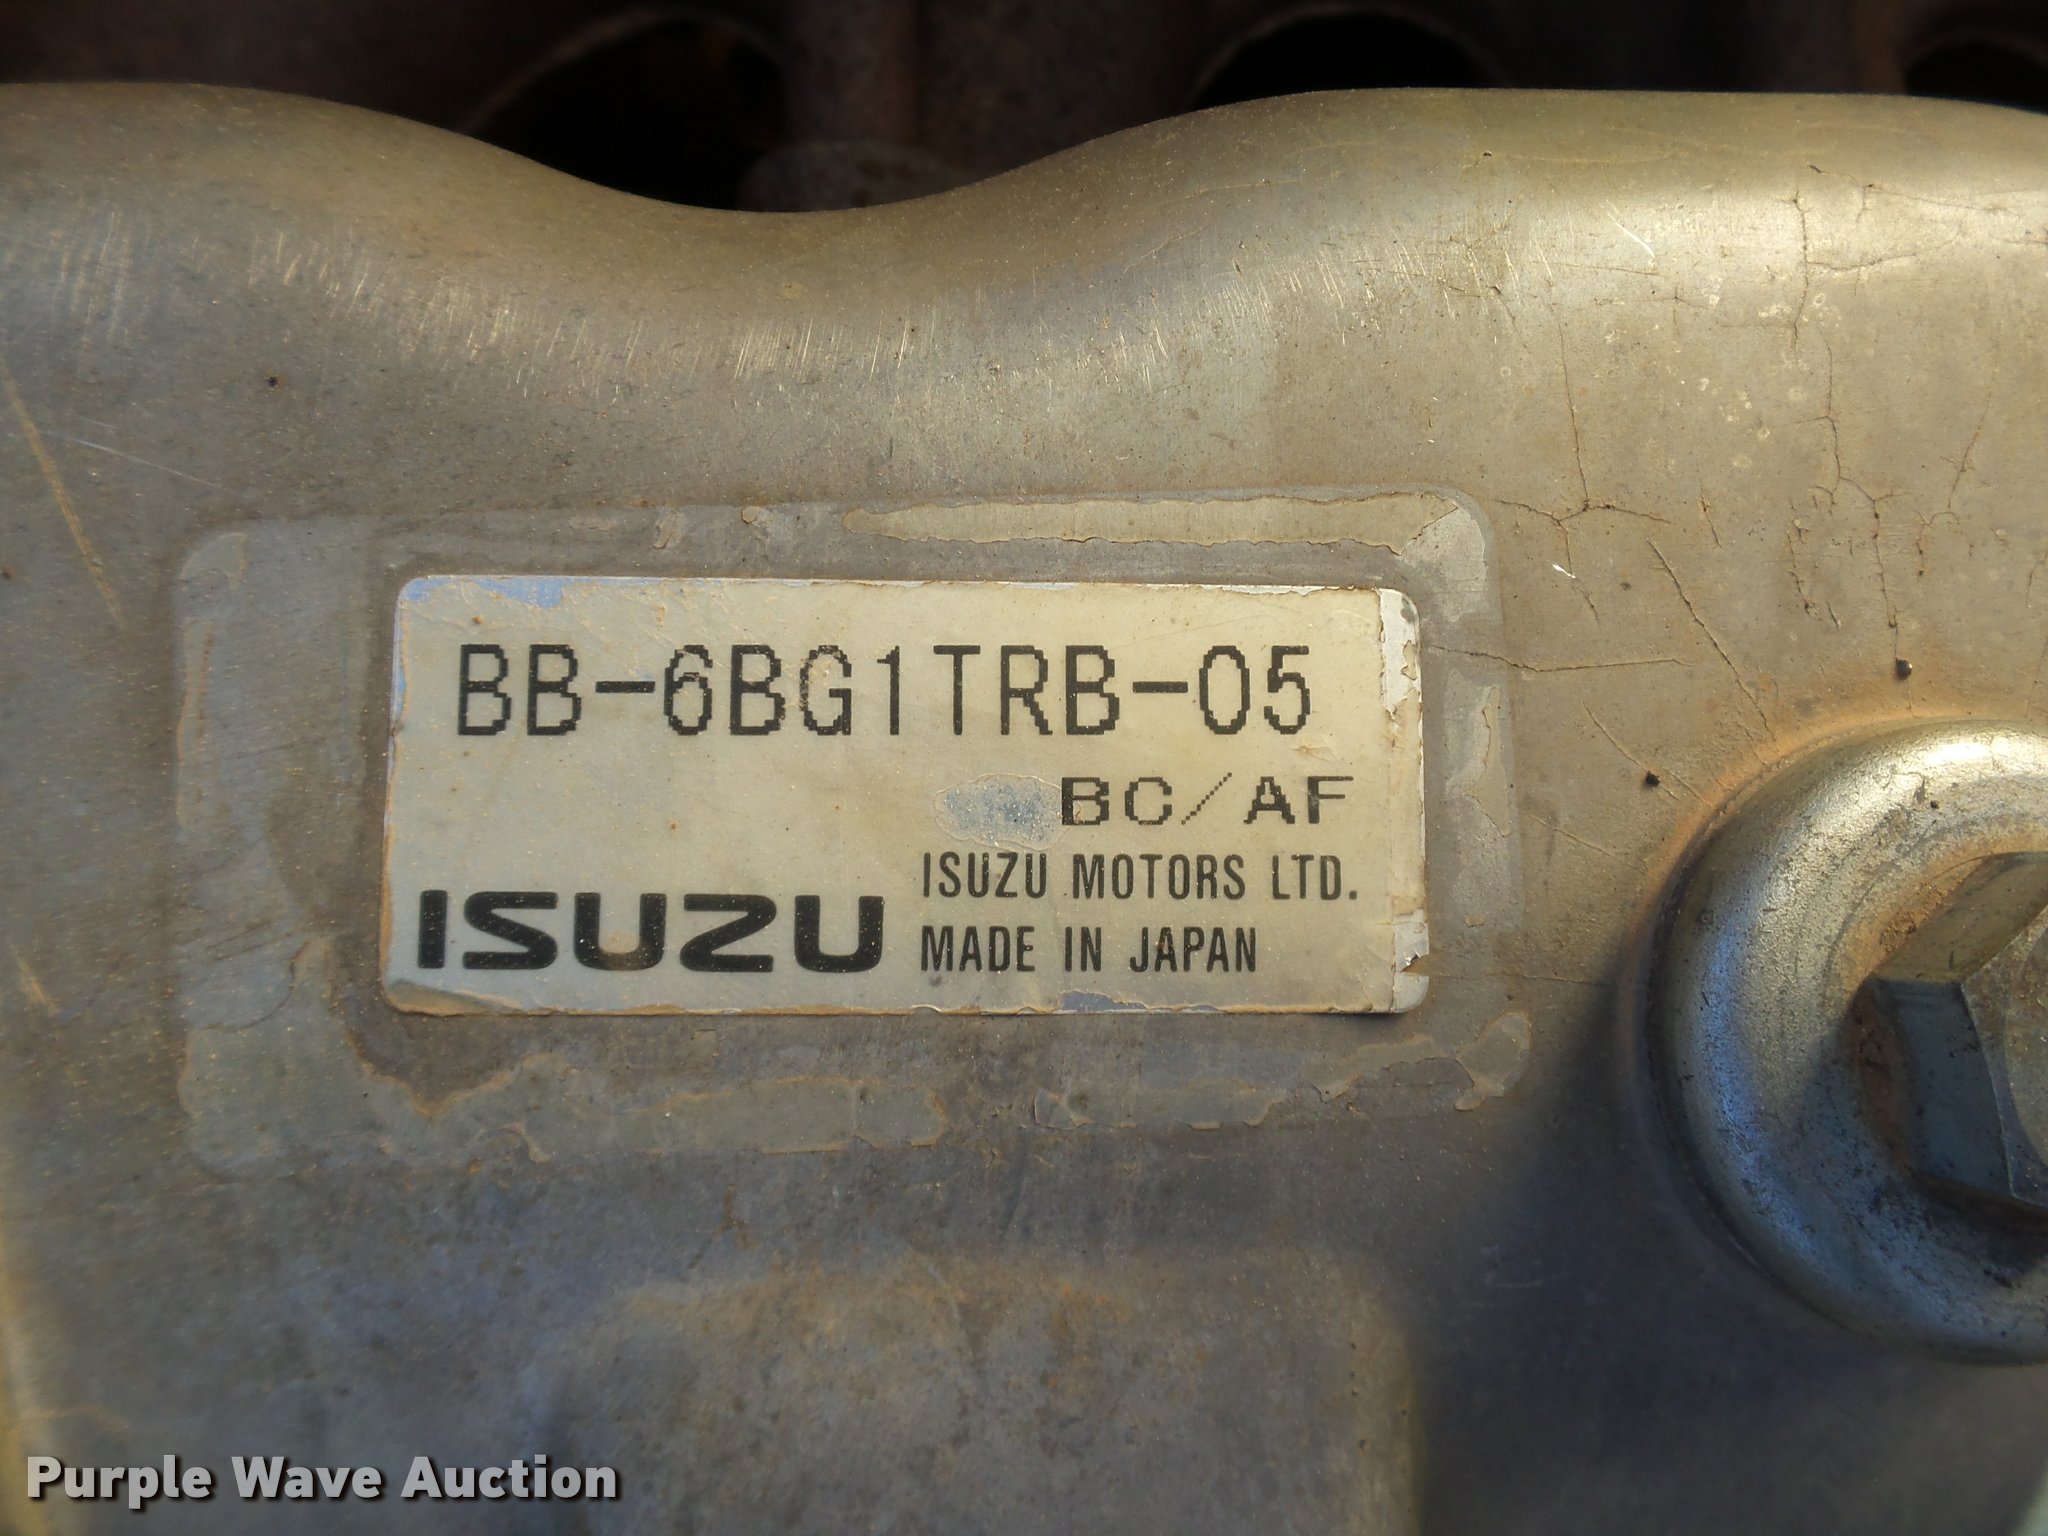 BB-6BG1TRB-05
BC/AF
ISUZU MOTORS LTD.
ISUZU MADE IN JAPAN
Purple Wave Auction